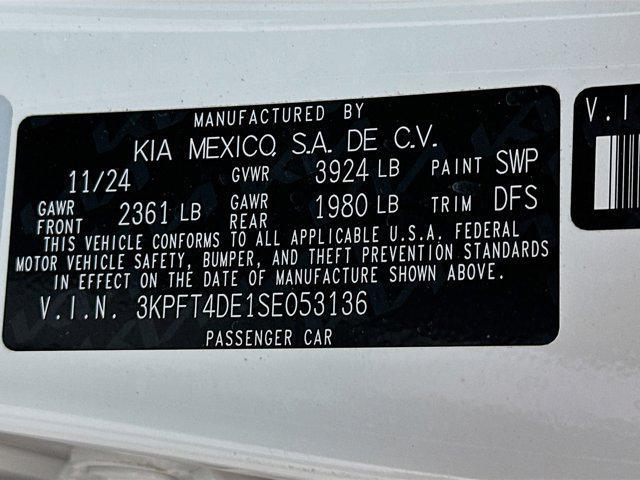 MANUFACTURED BY
KIA MEXICO, S.A. DE C.V.
11/24 GVWR 3924 LB PAINT SWP
GAWR FRONT 2361 LB GAWR REAR 1980 LB TRIM DFS
THIS VEHICLE CONFORMS TO ALL APPLICABLE U.S.A. FEDERAL
MOTOR VEHICLE SAFETY, BUMPER, AND THEFT PREVENTION STANDARDS
IN EFFECT ON THE DATE OF MANUFACTURE SHOWN ABOVE.
V.I.N. 3KPFT4DE1SE053136
PASSENGER CAR
V.I